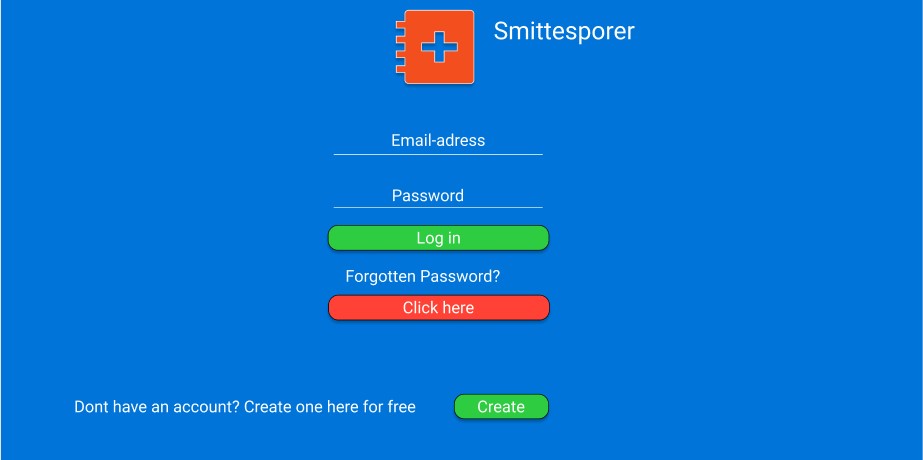 Smittesporer
Email-adress
Password
Log in
Forgotten Password?
Click here
Dont have an account? Create one here for free
Create